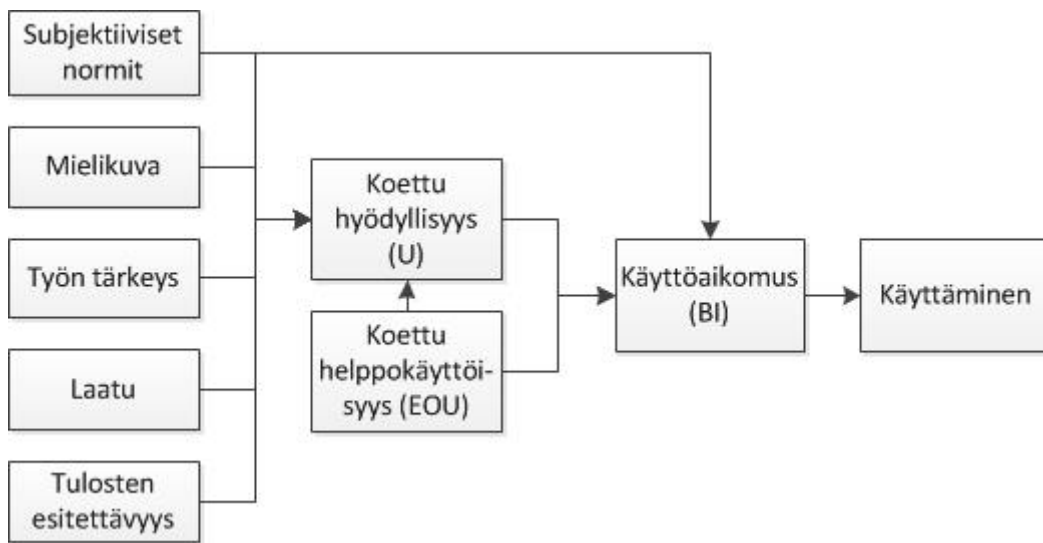 Subjektiiviset
normit
Mielikuva
Työn tärkeys
Laatu
Tulosten
esitettävyys
Koettu
hyödyllisyys
(U)
Koettu
helppokäyttöi-
syys (EOU)
Käyttöaikomus
(BI)
Käyttäminen